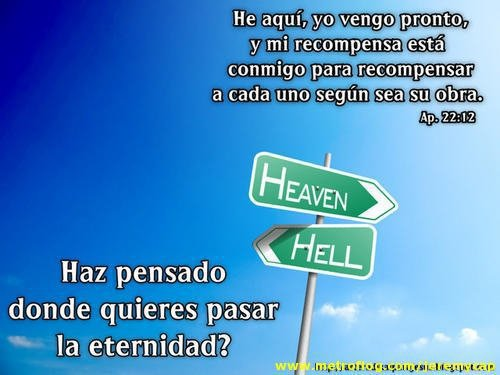 He aquí, yo vengo pronto,
y mi recompensa está
conmigo para recompensar
a cada uno según sea su obra.
Ap. 22:12
HEAVEN
HELL
Haz pensado
donde quieres pasar
la eternidad?